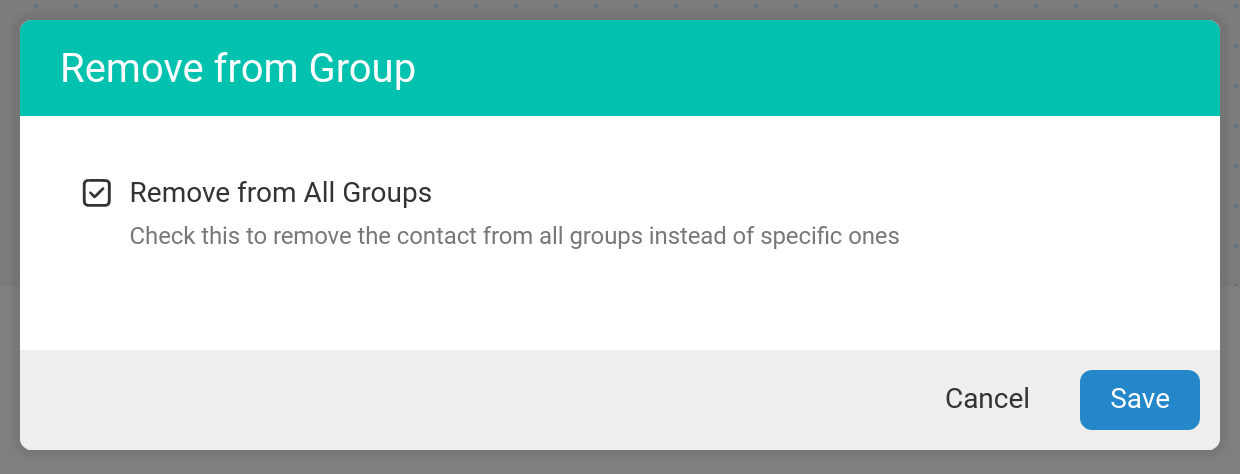 Remove from Group
Remove from All Groups
Check this to remove the contact from all groups instead of specific ones
Cancel
Save